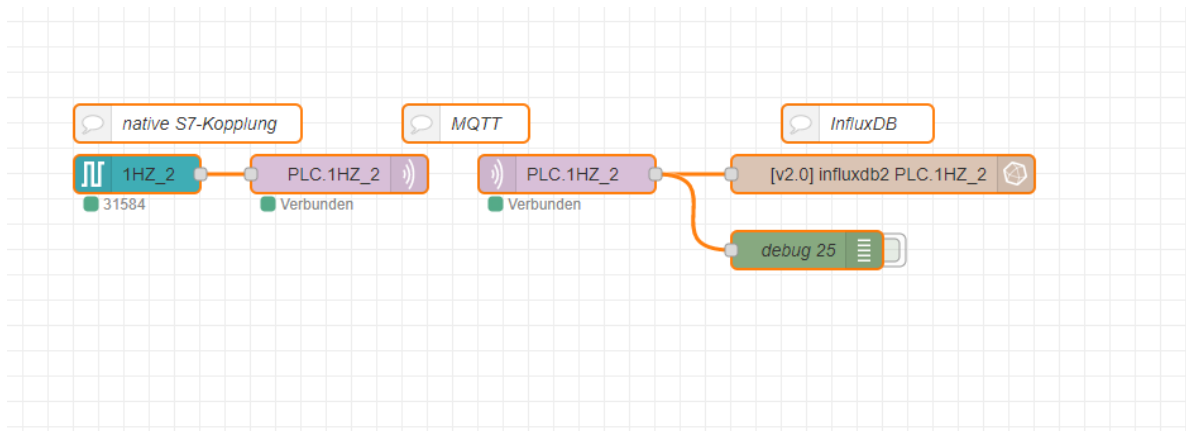 native S7-Kopplung
MQTT
InfluxDB
1HZ_2
PLC.1HZ_2
PLC.1HZ_2
[v2.0] influxdb2 PLC.1HZ_2
31584
Verbunden
Verbunden
debug 25